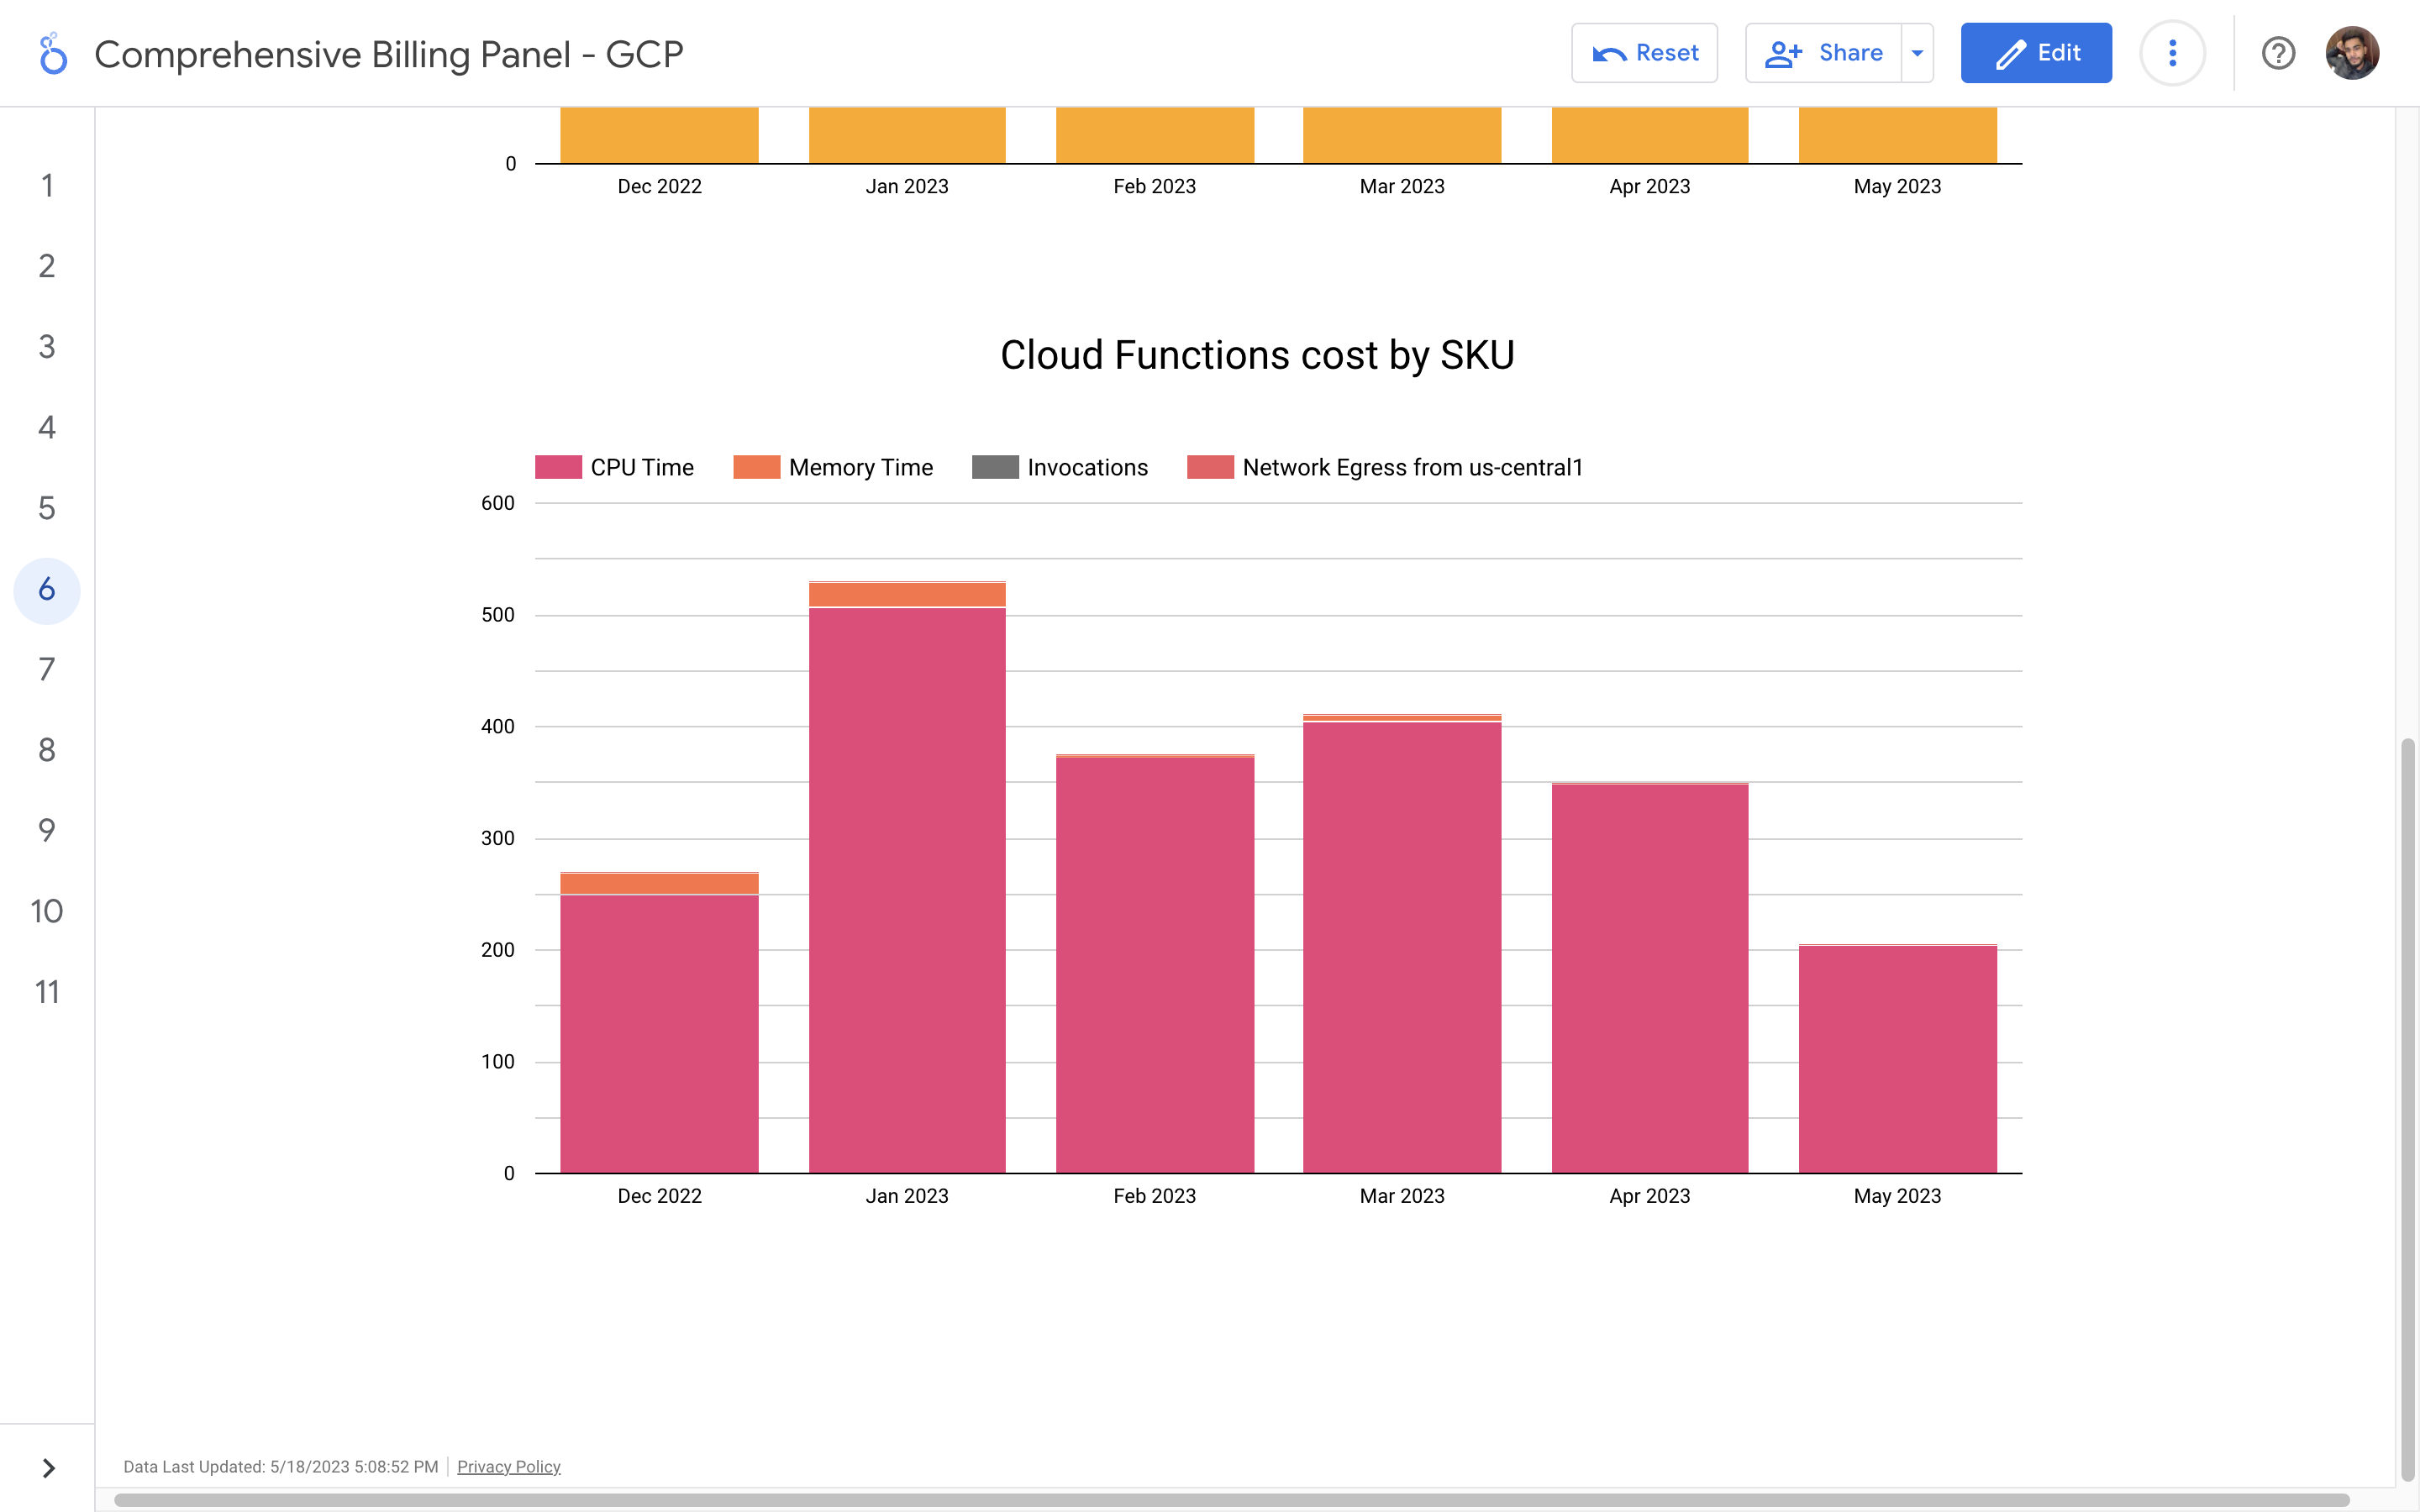 Comprehensive Billing Panel - GCP
Reset
Share
Edit
1
2
3
4
5
6
7
8
9
10
11
0
Dec 2022 Jan 2023 Feb 2023 Mar 2023 Apr 2023 May 2023
Cloud Functions cost by SKU
CPU Time Memory Time Invocations Network Egress from us-central1
600
500
400
300
200
100
0
Dec 2022 Jan 2023 Feb 2023 Mar 2023 Apr 2023 May 2023
Data Last Updated: 5/18/2023 5:08:52 PM Privacy Policy